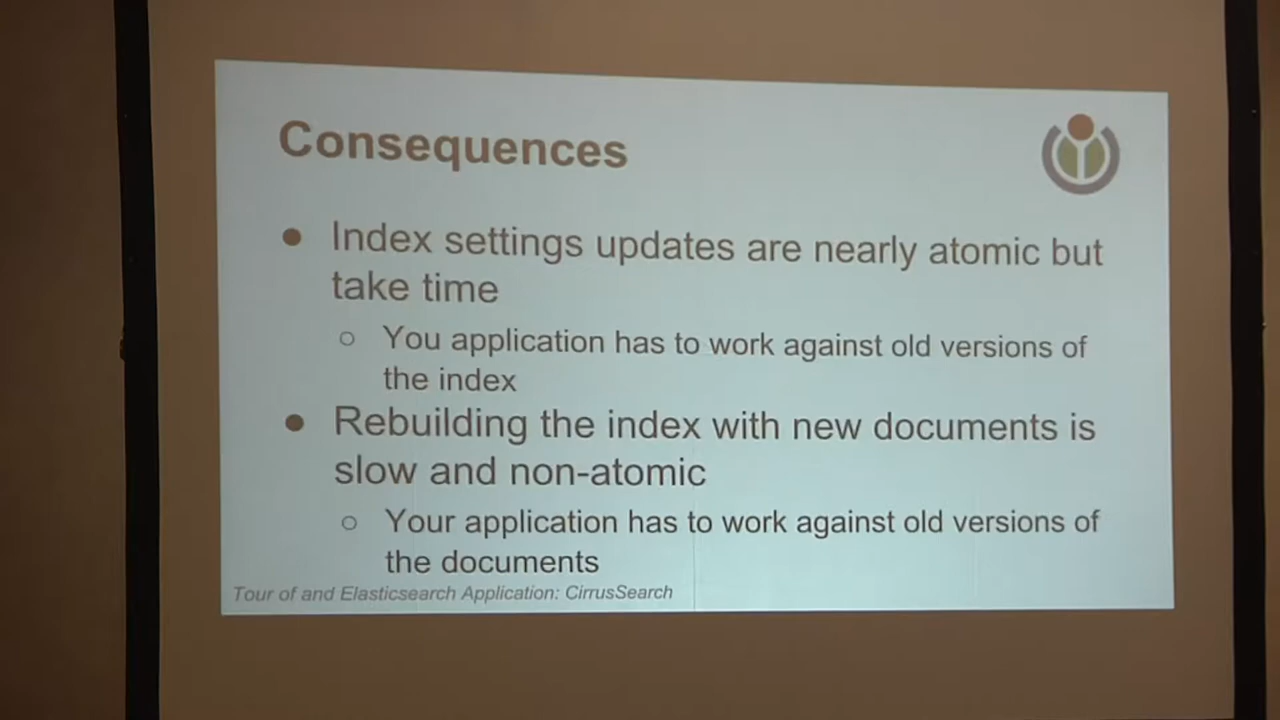 Consequences
● Index settings updates are nearly atomic but
take time
○ You application has to work against old versions of
the index
● Rebuilding the index with new documents is
slow and non-atomic
○ Your application has to work against old versions of
the documents
Tour of and Elasticsearch Application: CirrusSearch